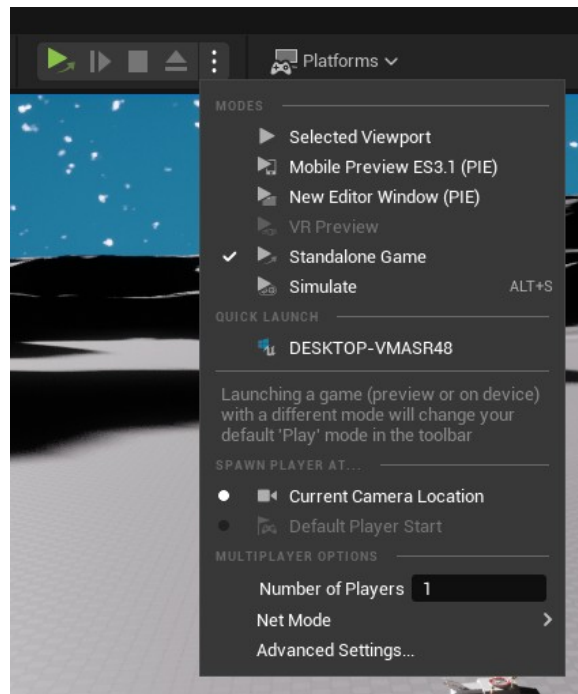 Platforms
MODES
Selected Viewport
Mobile Preview ES3.1 (PIE)
New Editor Window (PIE)
VR Preview
Standalone Game
Simulate ALT+S
QUICK LAUNCH
DESKTOP-VMASR48
Launching a game (preview or on device)
with a different mode will change your
default 'Play' mode in the toolbar
SPAWN PLAYER AT...
Current Camera Location
Default Player Start
MULTIPLAYER OPTIONS
Number of Players 1
Net Mode
Advanced Settings...